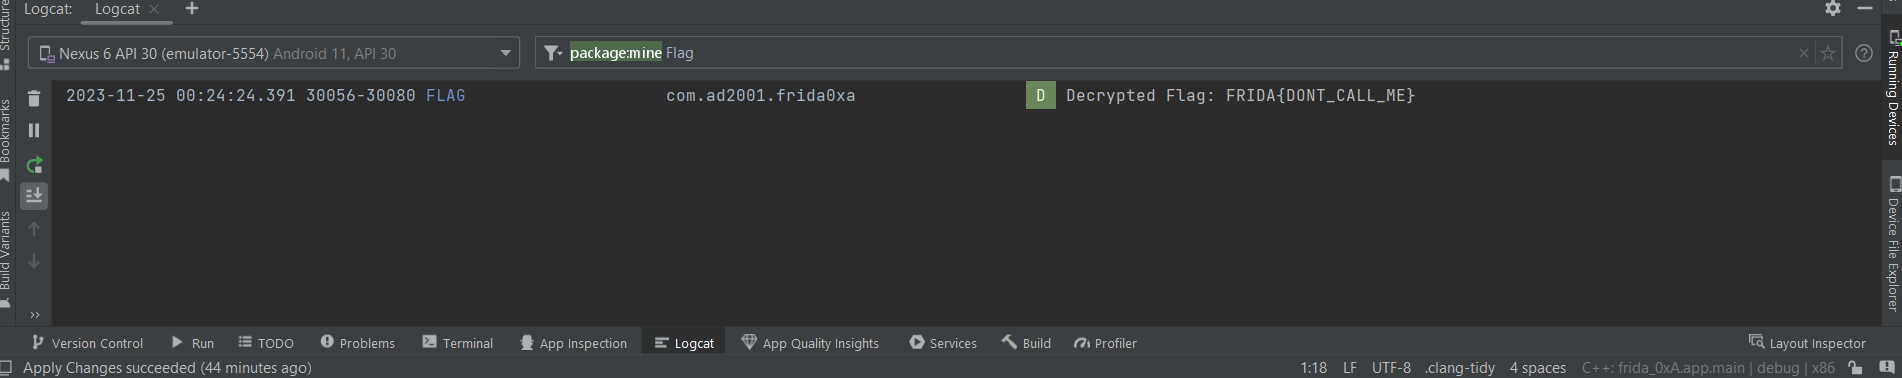 Logcat: Logcat
Nexus 6 API 30 (emulator-5554) Android 11, API 30
package:mine Flag
2023-11-25 00:24:24.391 30056-30080 FLAG com.ad2001.frida0xa D Decrypted Flag: FRIDA{DONT_CALL_ME}
Structure
Bookmarks
Build Variants
Running Devices
Device File Explorer
Version Control Run TODO Problems Terminal App Inspection Logcat App Quality Insights Services Build Profiler Layout Inspector
Apply Changes succeeded (44 minutes ago) 1:18 LF UTF-8 .clang-tidy 4 spaces C++: frida_0xA.app.main | debug | x86